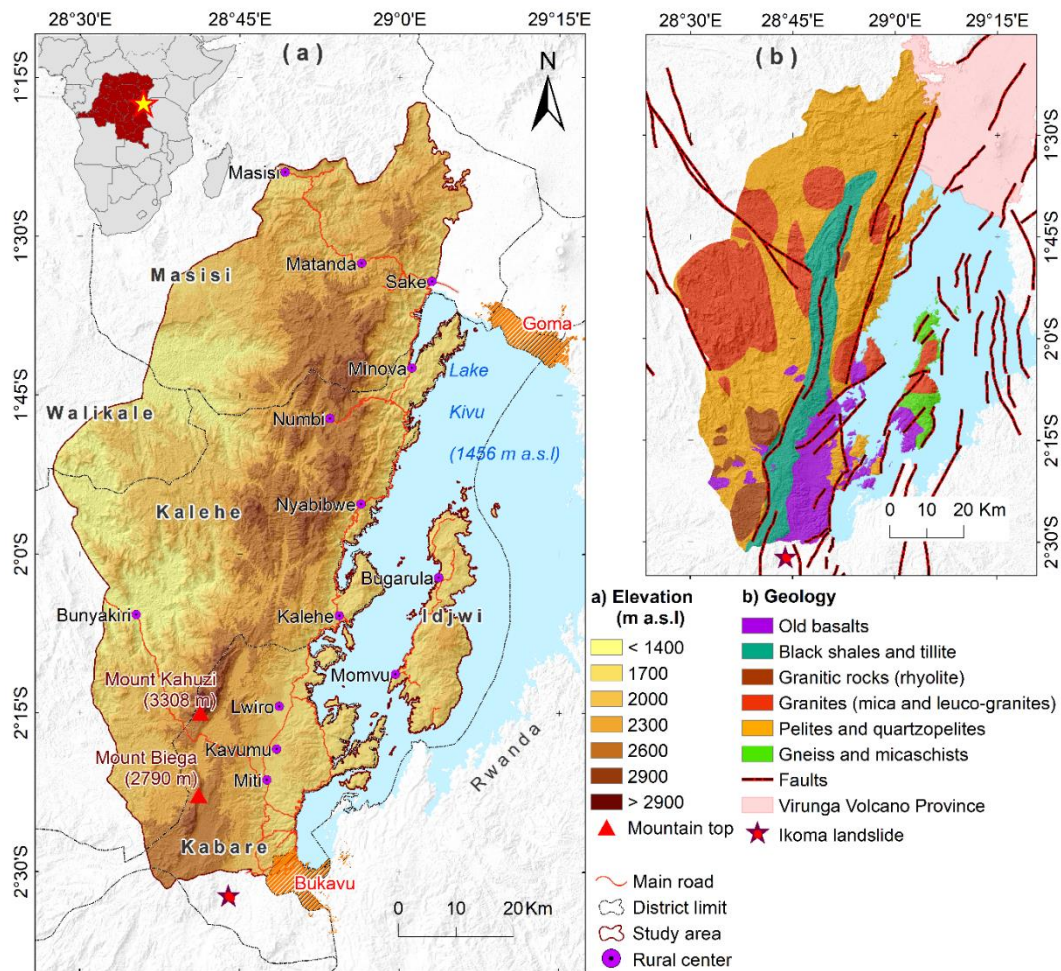 28°30'E
28°45'E
29°0'E
29°15'E
28°30'E
28°45'E
29°0'E
29°15'E
( a )
( b )
N
1°15'S
1°30'S
1°45'S
2°0'S
2°15'S
2°30'S
1°30'S
1°45'S
2°0'S
2°15'S
2°30'S
Masisi
Matanda
Masisi
Sake
Goma
Minova
Lake
Kivu
(1456 m a.s.l)
Walikale
Numbi
Nyabibwe
Kalehe
Bugarula
Idjwi
Bunyakiri
Kalehe
Mount Kahuzi
(3308 m)
Momvu
Lwiro
Kavumu
Mount Biega
(2790 m)
Miti
Rwanda
Kabare
Bukavu
0 10 20 Km
0 10 20 Km
a) Elevation
(m a.s.l)
< 1400
1700
2000
2300
2600
2900
> 2900
Mountain top
Main road
District limit
Study area
Rural center
b) Geology
Old basalts
Black shales and tillite
Granitic rocks (rhyolite)
Granites (mica and leuco-granites)
Pelites and quartzopelites
Gneiss and micaschists
Faults
Virunga Volcano Province
Ikoma landslide